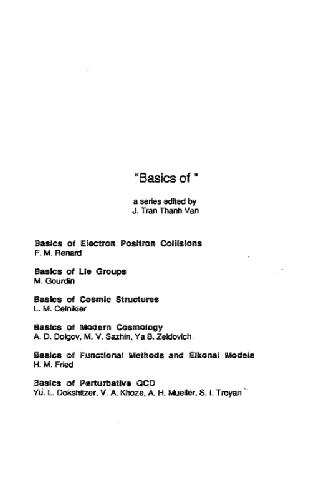 "Basics of "
a series edited by
J. Tran Thanh Van
Basics of Electron Positron Collisions
F. M. Renard
Basics of Lie Groups
M. Gourdin
Basics of Cosmic Structures
L. M. Celnikier
Basics of Modern Cosmology
A. D. Dolgov, M. V. Sazhin, Ya B. Zeldovich
Basics of Functional Methods and Eikonal Models
H. M. Fried
Basics of Perturbative QCD
Yu. L. Dokshitzer, V. A. Khoze, A. H. Mueller, S. I. Troyan